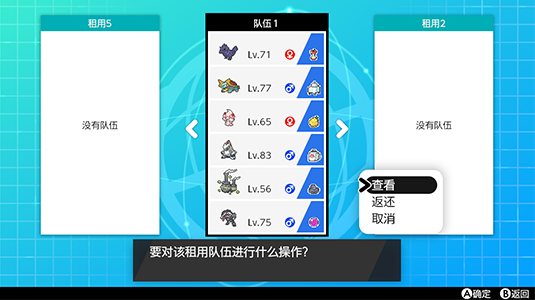 租用5
队伍 1
租用2
没有队伍
Lv.71
Lv.77
Lv.65
Lv.83
Lv.56
Lv.75
没有队伍
查看
返还
取消
要对该租用队伍进行什么操作?
A确定 B返回